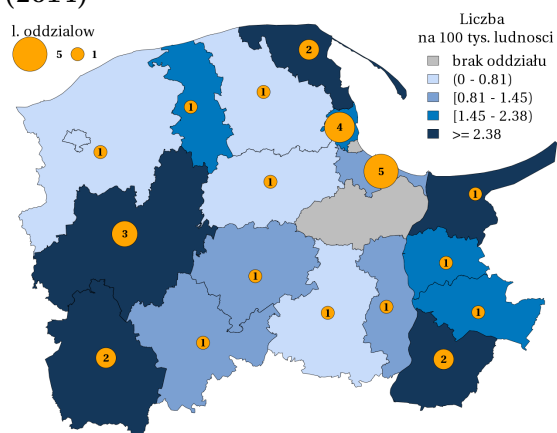 (2014)
l. oddzialow
5 1
Liczba
na 100 tys. ludnosci
brak oddziału
(0 - 0.81)
[0.81 - 1.45)
[1.45 - 2.38)
>= 2.38
2
1
1
4
1
5
1
1
3
1
1
1
1
1
1
2
2